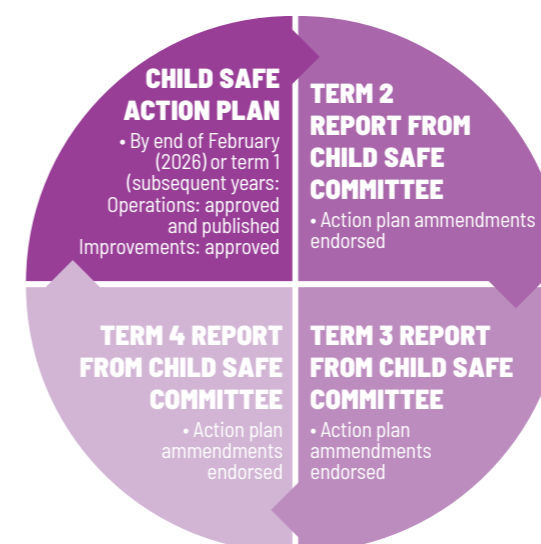 CHILD SAFE
ACTION PLAN
• By end of February
(2026) or term 1
(subsequent years:
Operations: approved
and published
Improvements: approved
TERM 2
REPORT FROM
CHILD SAFE
COMMITTEE
• Action plan ammendments
endorsed
TERM 3 REPORT
FROM CHILD SAFE
COMMITTEE
• Action plan
ammendments
endorsed
TERM 4 REPORT
FROM CHILD SAFE
COMMITTEE
• Action plan
ammendments
endorsed